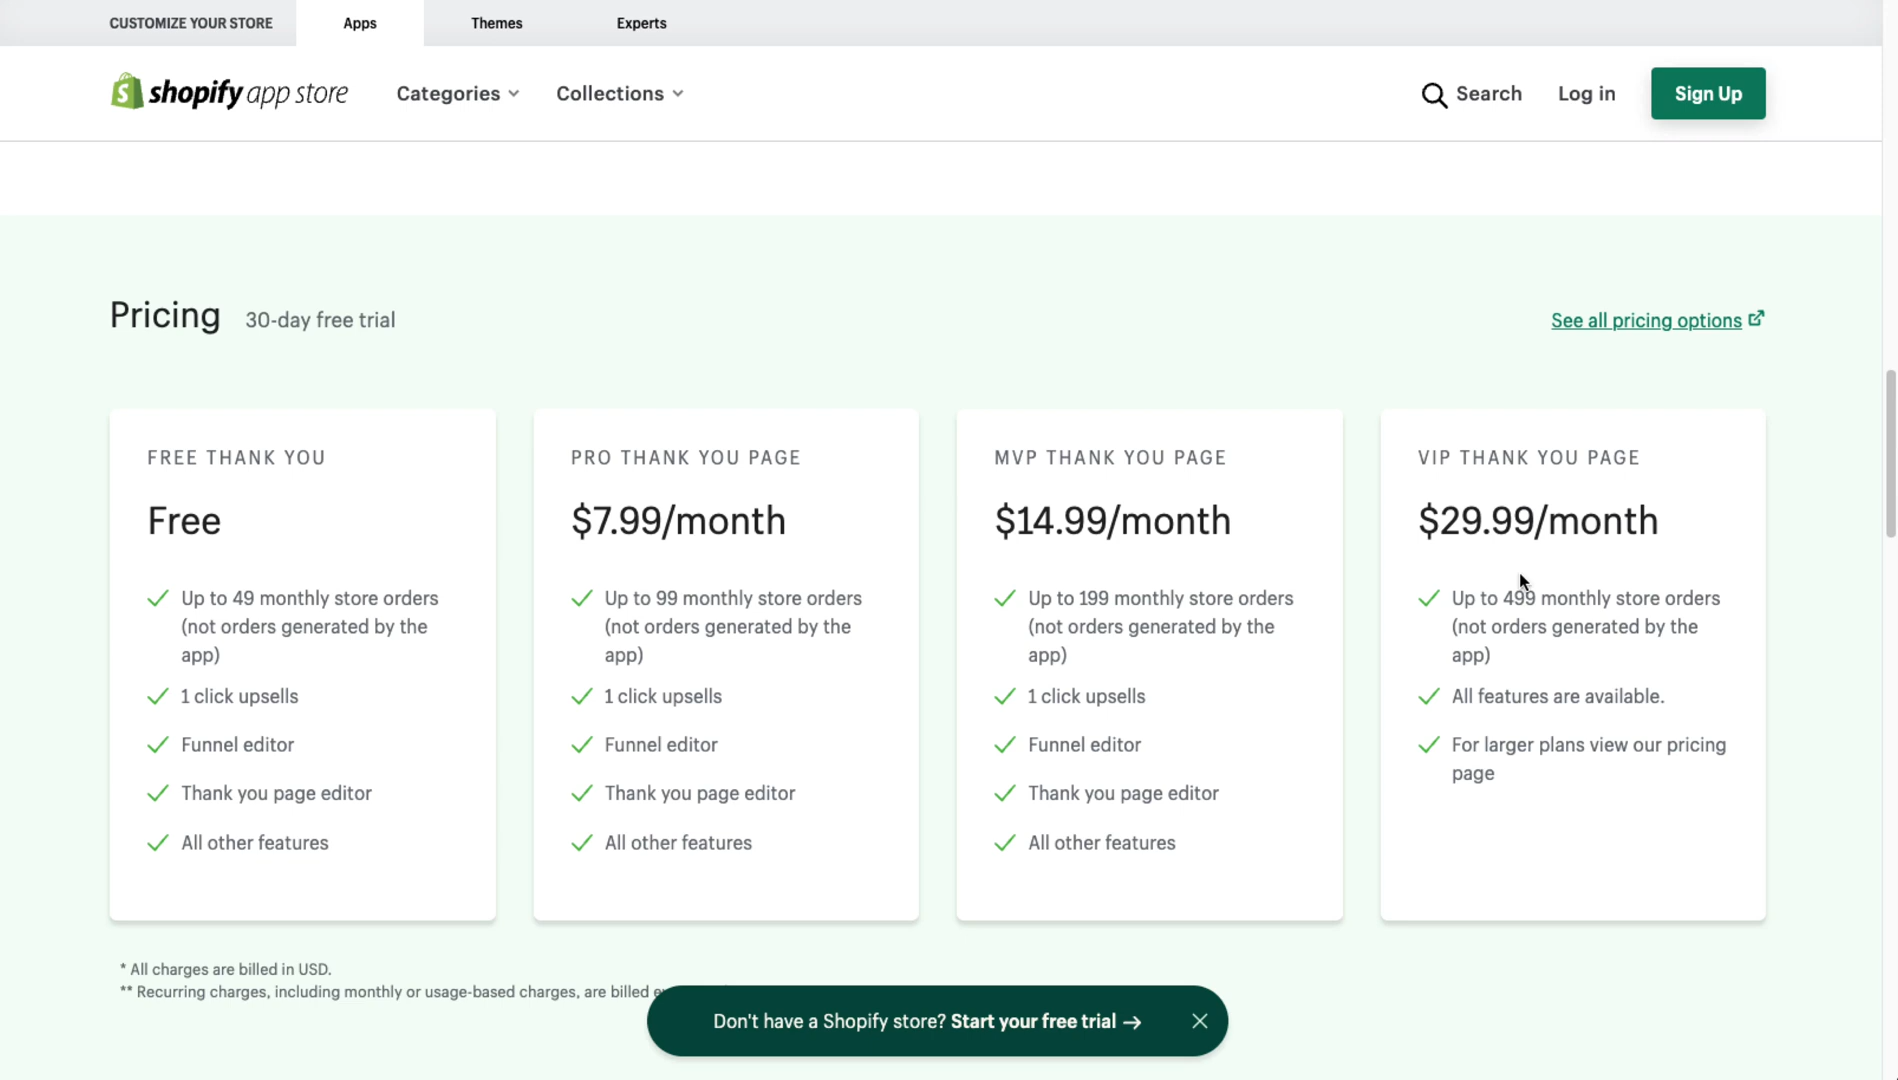 CUSTOMIZE YOUR STORE Apps Themes Experts
shopify app store Categories Collections Search Log in Sign Up
Pricing 30-day free trial See all pricing options
FREE THANK YOU
Free
Up to 49 monthly store orders
(not orders generated by the
app)
1 click upsells
Funnel editor
Thank you page editor
All other features
PRO THANK YOU PAGE
$7.99/month
Up to 99 monthly store orders
(not orders generated by the
app)
1 click upsells
Funnel editor
Thank you page editor
All other features
MVP THANK YOU PAGE
$14.99/month
Up to 199 monthly store orders
(not orders generated by the
app)
1 click upsells
Funnel editor
Thank you page editor
All other features
VIP THANK YOU PAGE
$29.99/month
Up to 499 monthly store orders
(not orders generated by the
app)
All features are available.
For larger plans view our pricing
page
* All charges are billed in USD.
** Recurring charges, including monthly or usage-based charges, are billed
Don't have a Shopify store? Start your free trial →